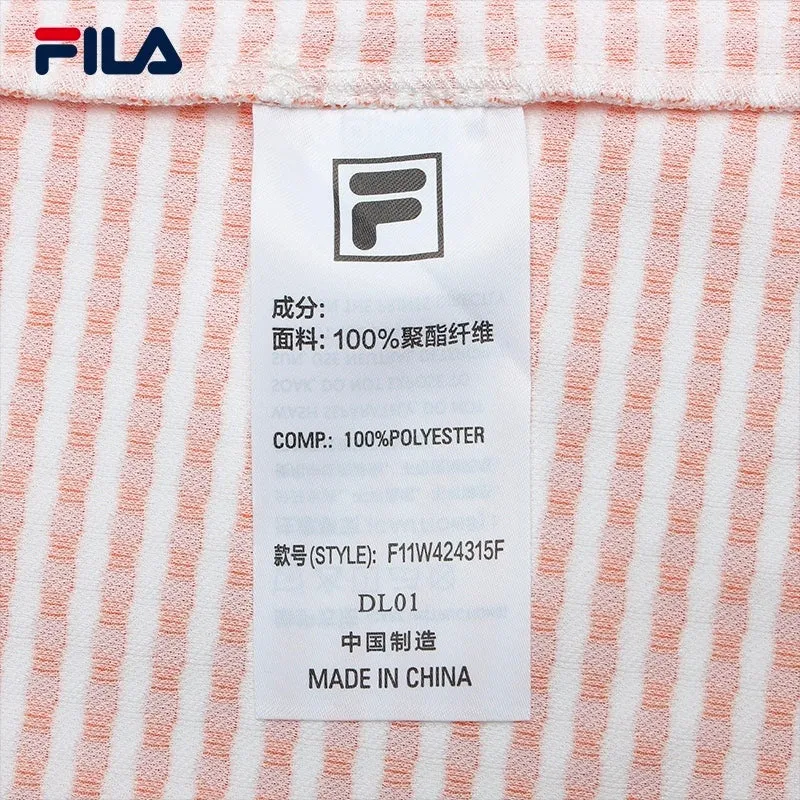 FILA
F
成分:
面料: 100%聚酯纤维
COMP.: 100%POLYESTER
款号(STYLE): F11W424315F
DL01
中国制造
MADE IN CHINA